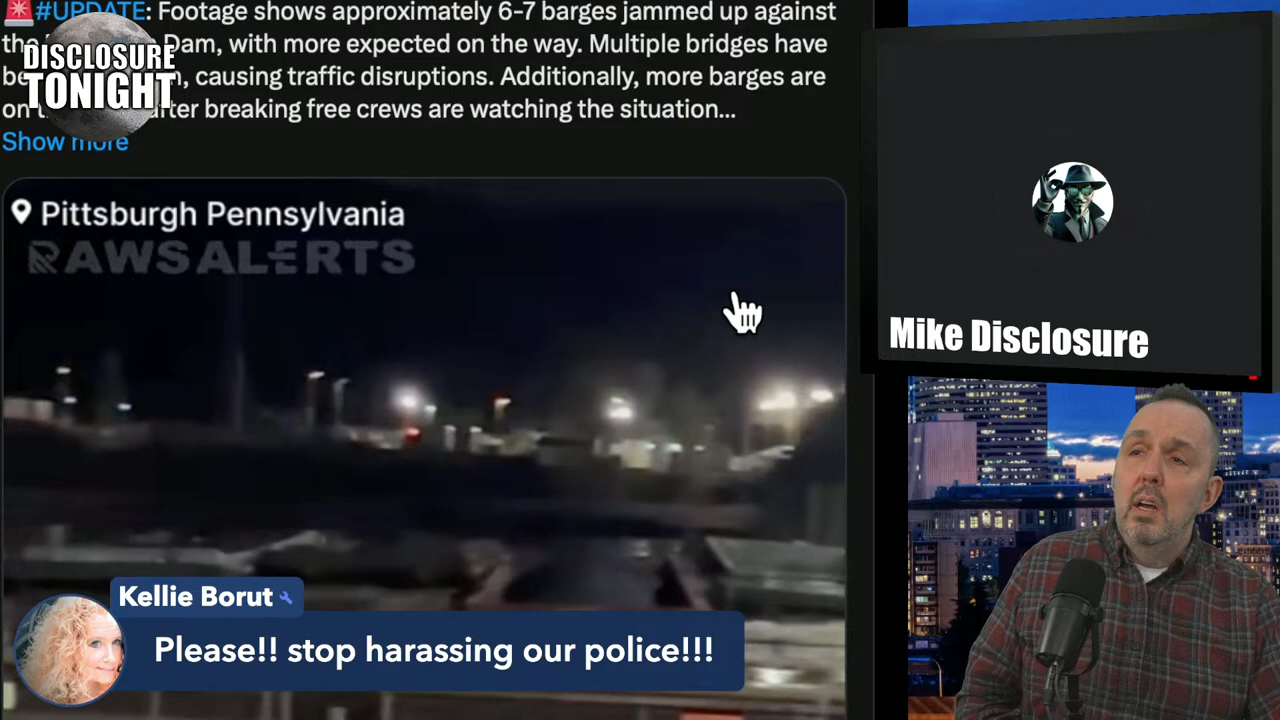 #UPDATE: Footage shows approximately 6-7 barges jammed up against
the Dam, with more expected on the way. Multiple bridges have
be n, causing traffic disruptions. Additionally, more barges are
on after breaking free crews are watching the situation...
Show more
DISCLOSURE
TONIGHT
Pittsburgh Pennsylvania
RAWSALERTS
Mike Disclosure
Kellie Borut
Please!! stop harassing our police!!!